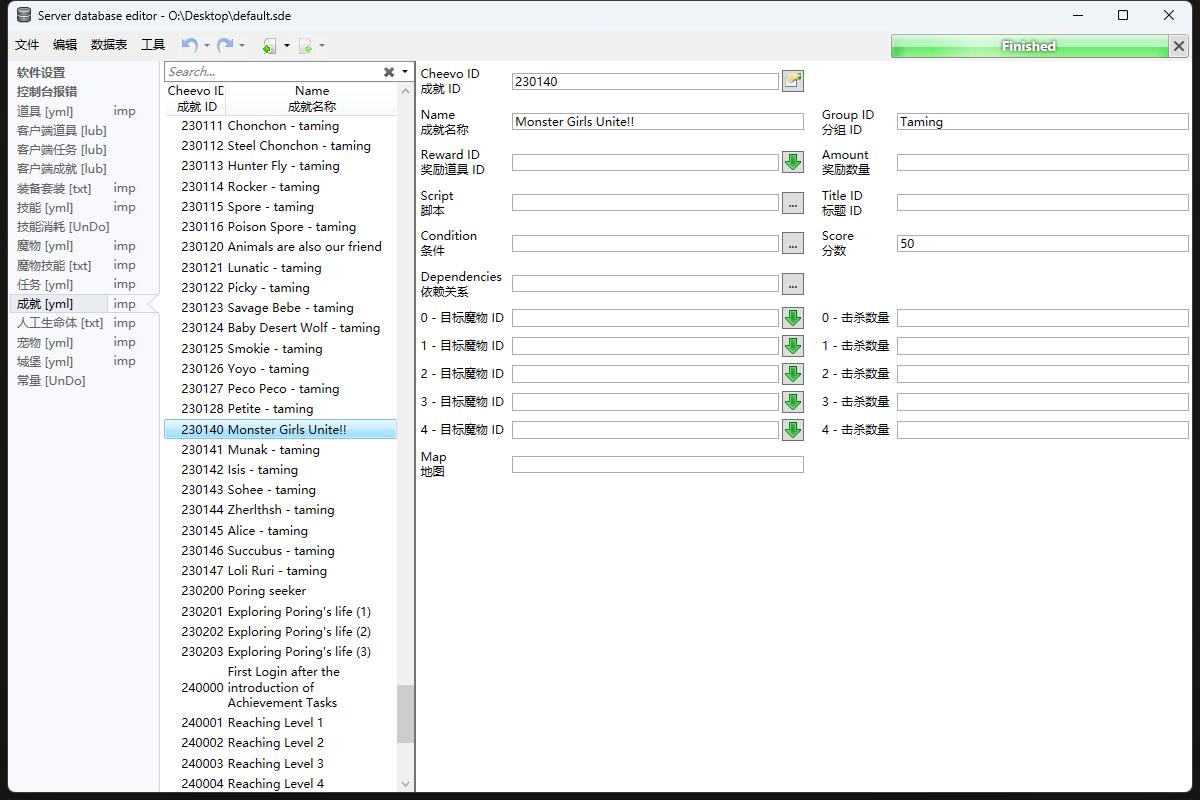 Server database editor - O:\Desktop\default.sde
文件 编辑 数据表 工具
Finished
软件设置
控制台报错
道具 [yml] imp
客户端道具 [lub]
客户端任务 [lub]
客户端成就 [lub]
装备套装 [txt] imp
技能 [yml] imp
技能消耗 [UnDo]
魔物 [yml] imp
魔物技能 [txt] imp
任务 [yml] imp
成就 [yml] imp
人工生命体 [txt] imp
宠物 [yml] imp
城堡 [yml] imp
常量 [UnDo]
Search...
Cheevo ID Name
成就 ID 成就名称
230111 Chonchon - taming
230112 Steel Chonchon - taming
230113 Hunter Fly - taming
230114 Rocker - taming
230115 Spore - taming
230116 Poison Spore - taming
230120 Animals are also our friend
230121 Lunatic - taming
230122 Picky - taming
230123 Savage Bebe - taming
230124 Baby Desert Wolf - taming
230125 Smokie - taming
230126 Yoyo - taming
230127 Peco Peco - taming
230128 Petite - taming
230140 Monster Girls Unite!!
230141 Munak - taming
230142 Isis - taming
230143 Sohee - taming
230144 Zherlthsh - taming
230145 Alice - taming
230146 Succubus - taming
230147 Loli Ruri - taming
230200 Poring seeker
230201 Exploring Poring's life (1)
230202 Exploring Poring's life (2)
230203 Exploring Poring's life (3)
First Login after the
240000 introduction of
Achievement Tasks
240001 Reaching Level 1
240002 Reaching Level 2
240003 Reaching Level 3
240004 Reaching Level 4
Cheevo ID
成就 ID
230140
Name
成就名称
Monster Girls Unite!!
Group ID
分组 ID
Taming
Reward ID
奖励道具 ID
Amount
奖励数量
Script
脚本
...
Title ID
标题 ID
Condition
条件
...
Score
分数
50
Dependencies
依赖关系
...
0 - 目标魔物 ID 0 - 击杀数量
1 - 目标魔物 ID 1 - 击杀数量
2 - 目标魔物 ID 2 - 击杀数量
3 - 目标魔物 ID 3 - 击杀数量
4 - 目标魔物 ID 4 - 击杀数量
Map
地图